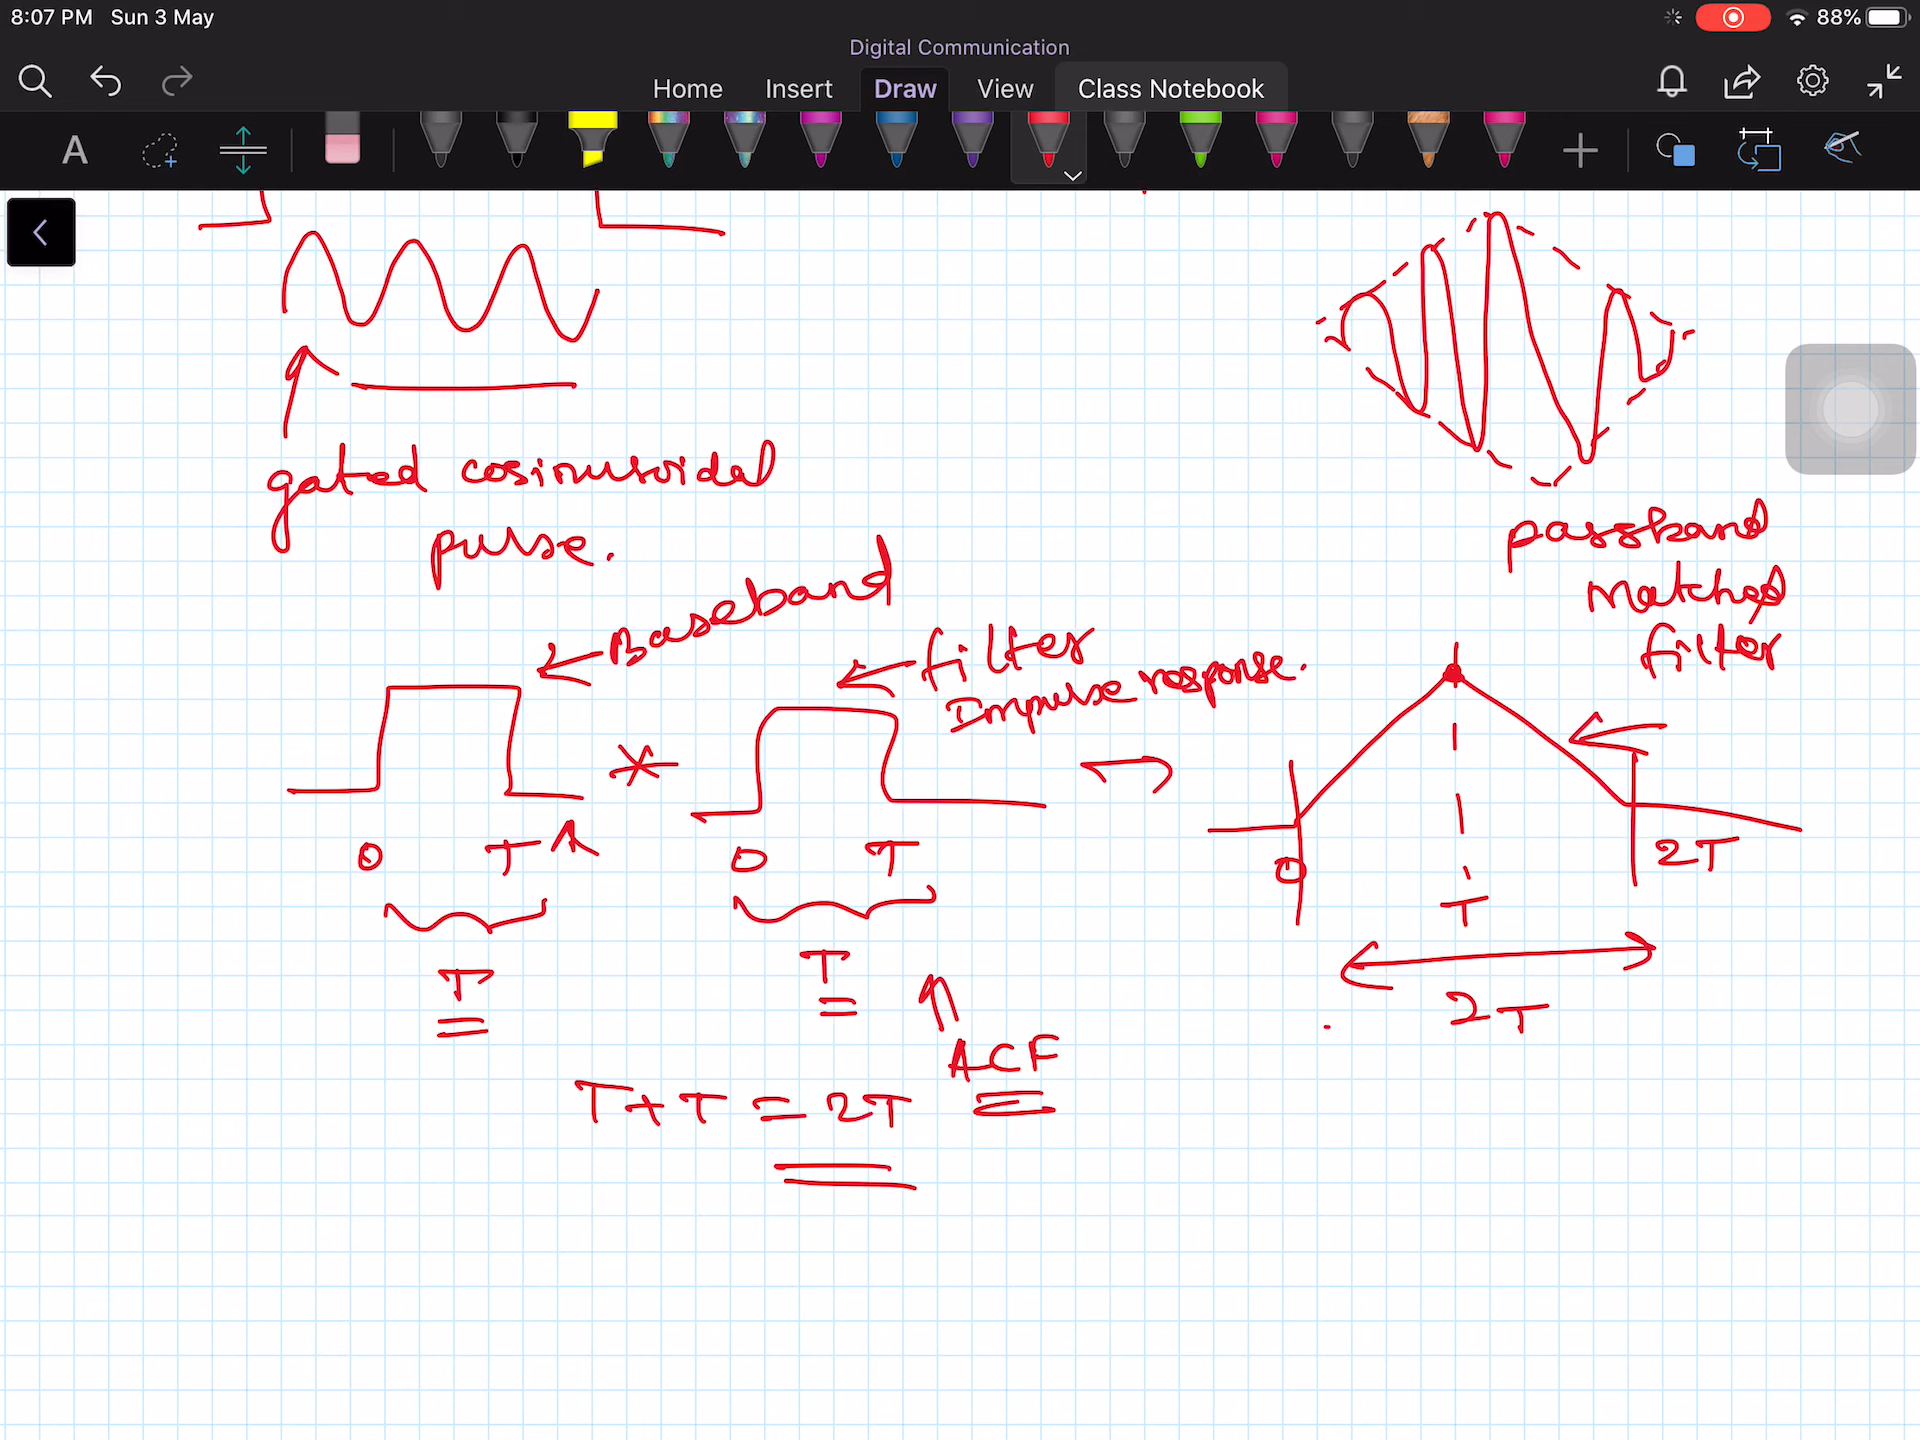 8:07 PM Sun 3 May
88%
Digital Communication
Home Insert Draw View Class Notebook
A
gated cosinusoidal
pulse.
passband
Matched
filter
← Baseband
← filter
Impulse response.
*
0 T
0 T
0
T
2T
T
T
2T
ACF
T+T = 2T